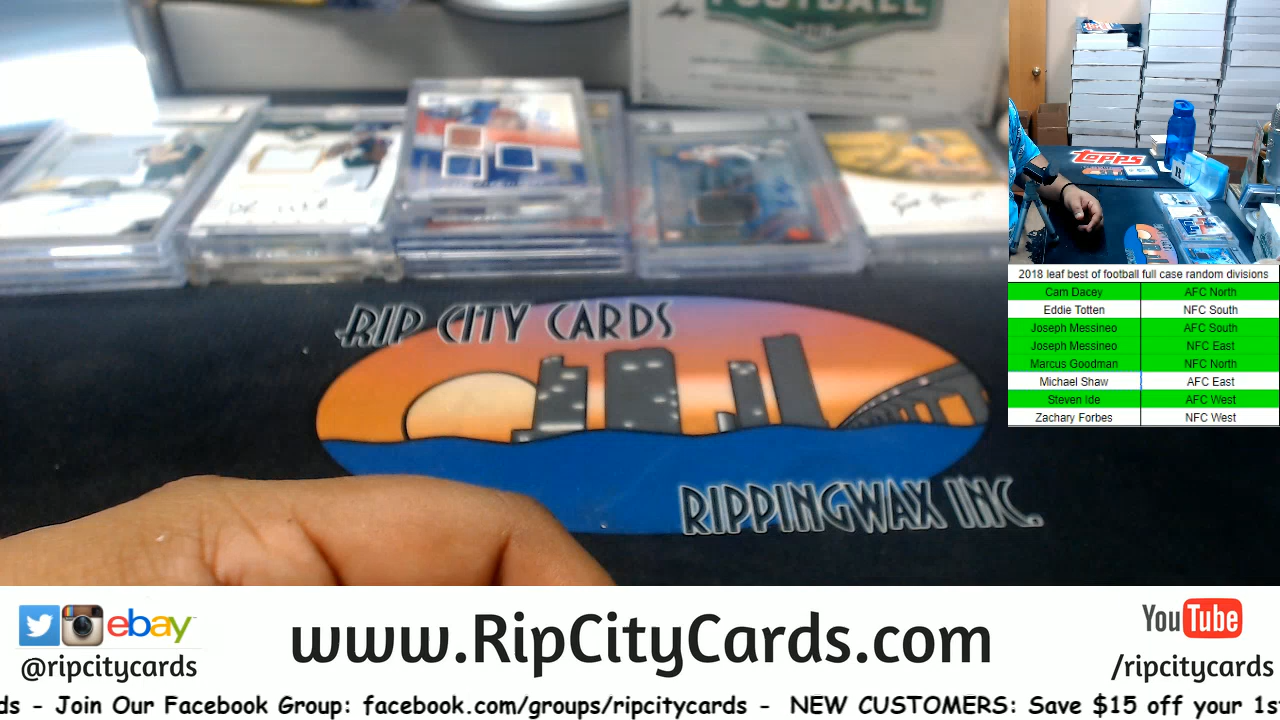 FOOTBALL
Topps
RIP CITY CARDS
RIPPINGWAX INC.
2018 leaf best of football full case random divisions
Cam Dacey AFC North
Eddie Totten NFC South
Joseph Messineo AFC South
Joseph Messineo NFC East
Marcus Goodman NFC North
Michael Shaw AFC East
Steven Ide AFC West
Zachary Forbes NFC West
ebay
@ripcitycards
www.RipCityCards.com
YouTube
/ripcitycards
ds - Join Our Facebook Group: facebook.com/groups/ripcitycards - NEW CUSTOMERS: Save $15 off your 1s